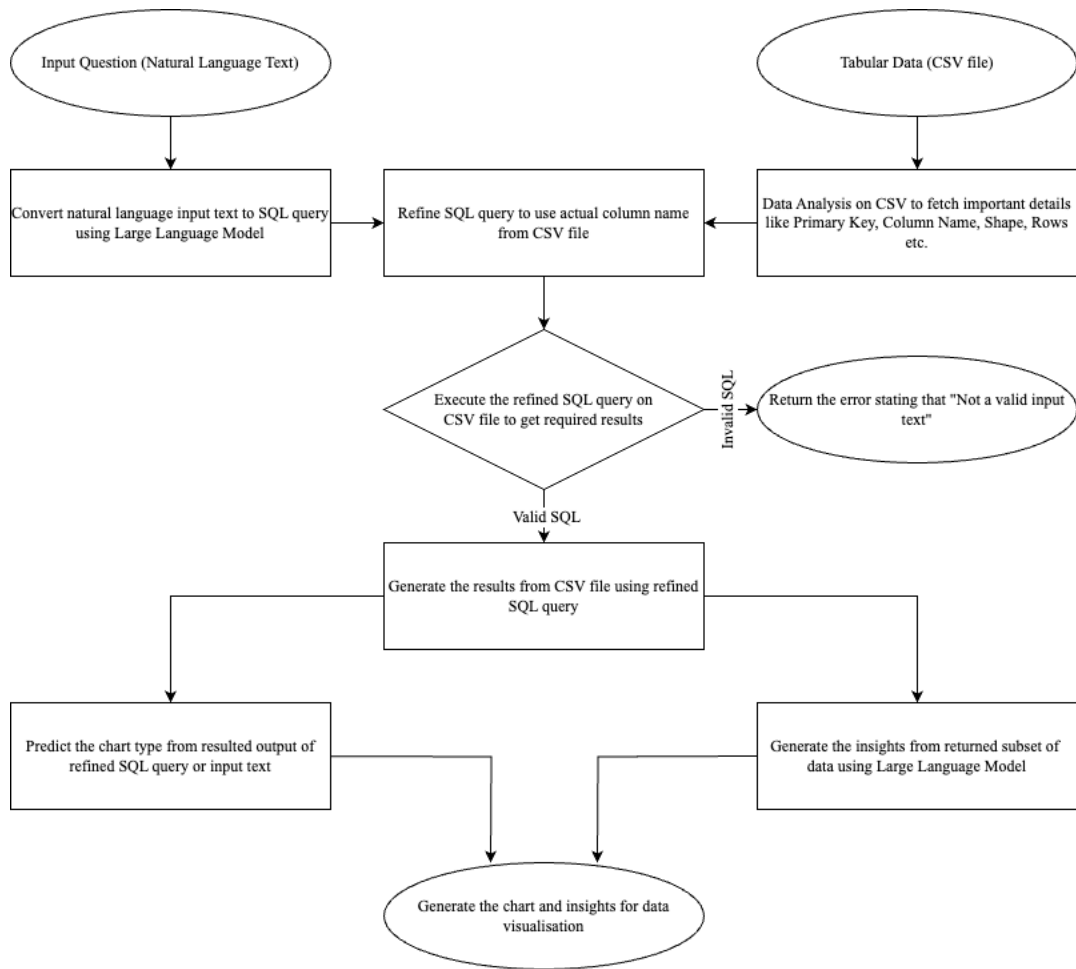 Input Question (Natural Language Text)
Tabular Data (CSV file)
Convert natural language input text to SQL query
using Large Language Model
Refine SQL query to use actual column name
from CSV file
Data Analysis on CSV to fetch important details
like Primary Key, Column Name, Shape, Rows
etc.
Execute the refined SQL query on
CSV file to get required results
Invalid SQL
Return the error stating that "Not a valid input
text"
Valid SQL
Generate the results from CSV file using refined
SQL query
Predict the chart type from resulted output of
refined SQL query or input text
Generate the insights from returned subset of
data using Large Language Model
Generate the chart and insights for data
visualisation